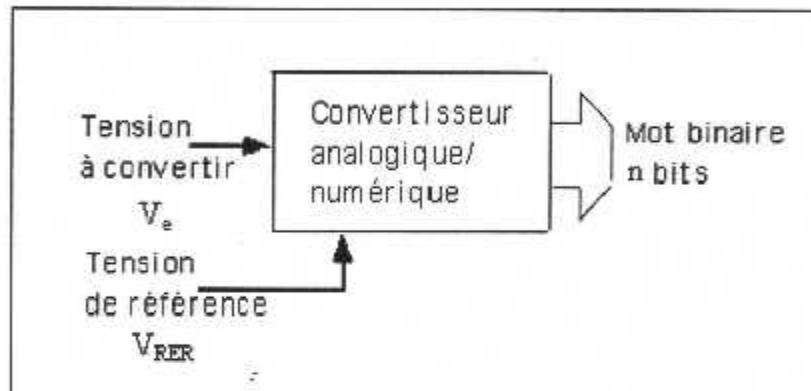 Tension
à convertir
Ve
Tension
de référence
VRER
Convertisseur
analogique/
numérique
Mot binaire
n bits